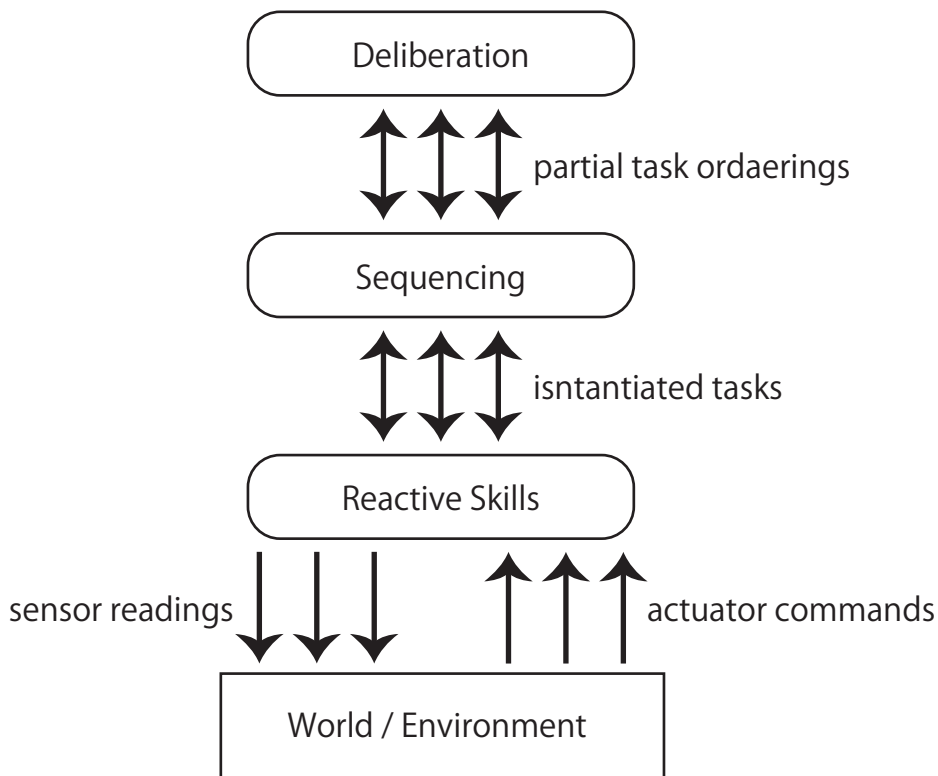 Deliberation
partial task ordaerings
Sequencing
isntantiated tasks
Reactive Skills
sensor readings
actuator commands
World / Environment